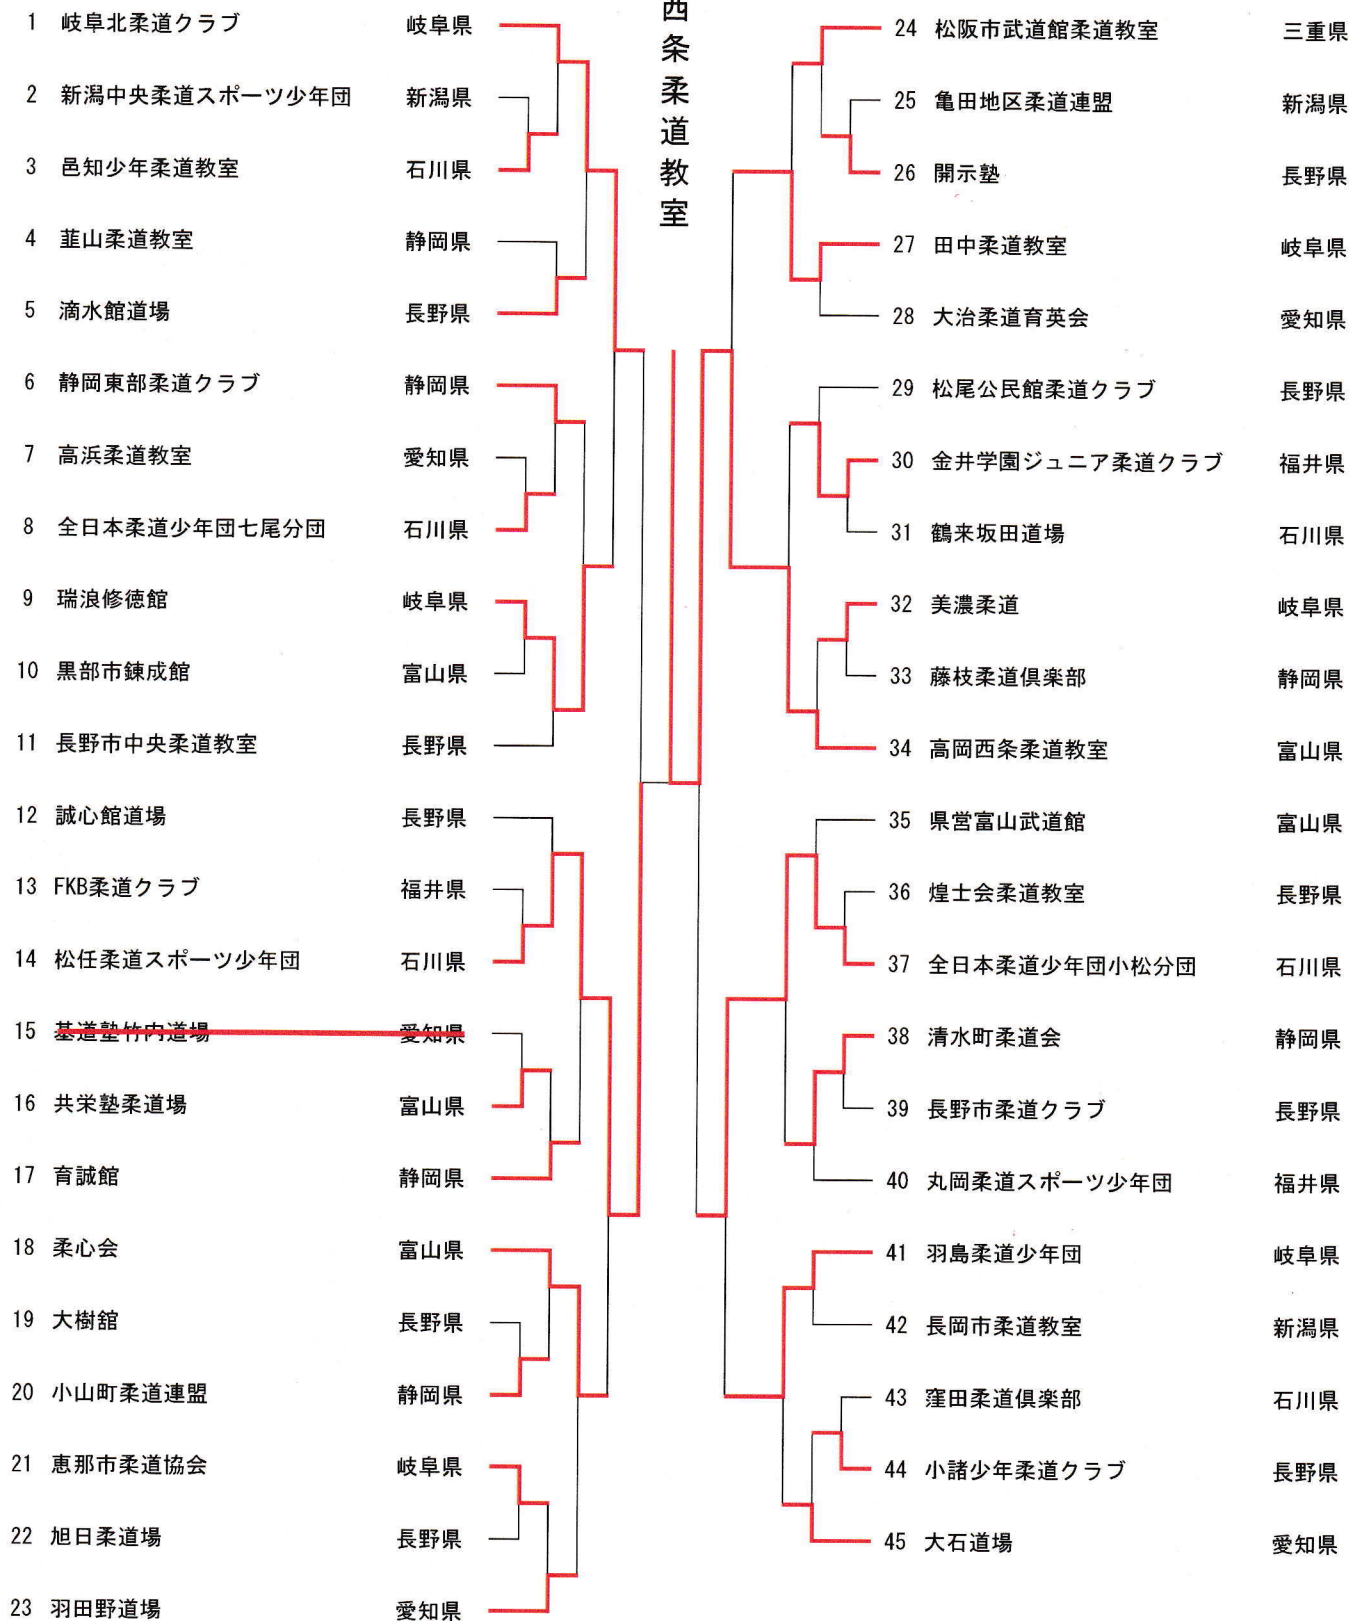 西条柔道教室
1 岐阜北柔道クラブ 岐阜県
2 新潟中央柔道スポーツ少年団 新潟県
3 邑知少年柔道教室 石川県
4 韮山柔道教室 静岡県
5 滴水館道場 長野県
6 静岡東部柔道クラブ 静岡県
7 高浜柔道教室 愛知県
8 全日本柔道少年団七尾分団 石川県
9 瑞浪修徳館 岐阜県
10 黒部市錬成館 富山県
11 長野市中央柔道教室 長野県
12 誠心館道場 長野県
13 FKB柔道クラブ 福井県
14 松任柔道スポーツ少年団 石川県
15 基道塾竹内道場 愛知県
16 共栄塾柔道場 富山県
17 育誠館 静岡県
18 柔心会 富山県
19 大樹舘 長野県
20 小山町柔道連盟 静岡県
21 恵那市柔道協会 岐阜県
22 旭日柔道場 長野県
23 羽田野道場 愛知県
24 松阪市武道館柔道教室 三重県
25 亀田地区柔道連盟 新潟県
26 開示塾 長野県
27 田中柔道教室 岐阜県
28 大治柔道育英会 愛知県
29 松尾公民館柔道クラブ 長野県
30 金井学園ジュニア柔道クラブ 福井県
31 鶴来坂田道場 石川県
32 美濃柔道 岐阜県
33 藤枝柔道倶楽部 静岡県
34 高岡西条柔道教室 富山県
35 県営富山武道館 富山県
36 煌士会柔道教室 長野県
37 全日本柔道少年団小松分団 石川県
38 清水町柔道会 静岡県
39 長野市柔道クラブ 長野県
40 丸岡柔道スポーツ少年団 福井県
41 羽島柔道少年団 岐阜県
42 長岡市柔道教室 新潟県
43 窪田柔道倶楽部 石川県
44 小諸少年柔道クラブ 長野県
45 大石道場 愛知県